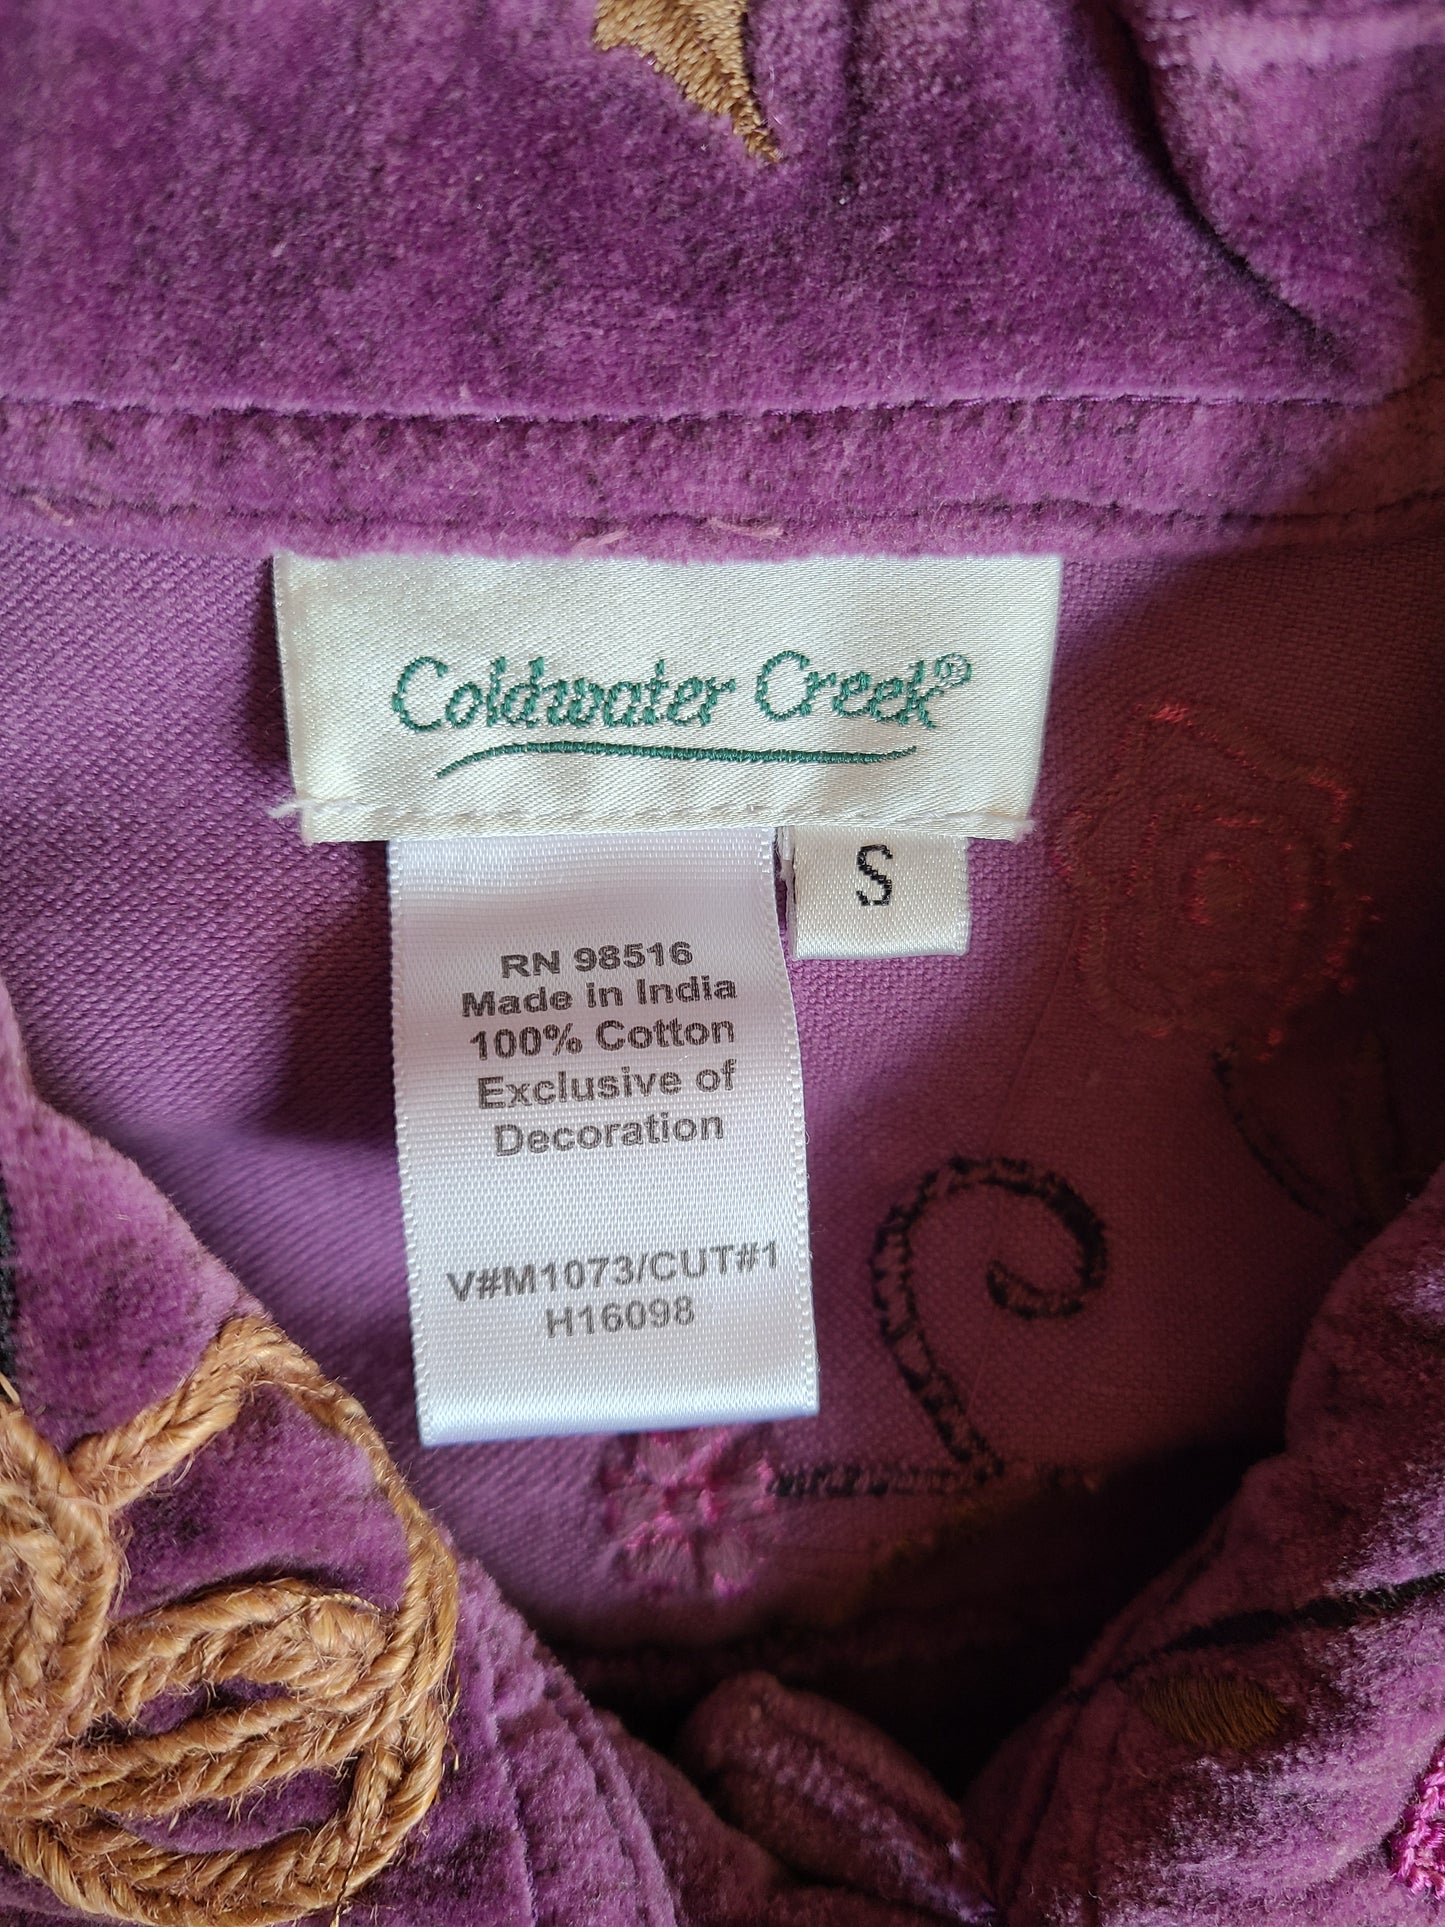 Coldwater Creek®
S
RN 98516
Made in India
100% Cotton
Exclusive of
Decoration
V#M1073/CUT#1
H16098